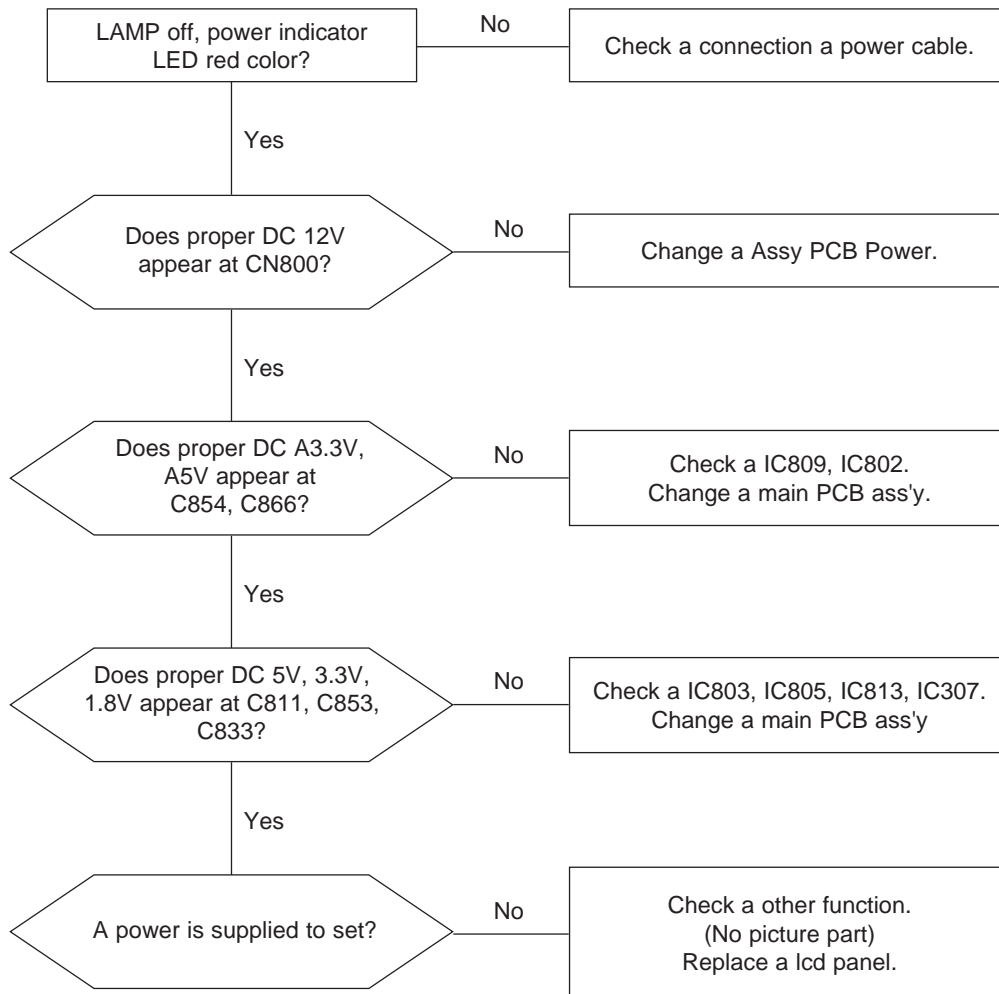 LAMP off, power indicator
LED red color?
No
Check a connection a power cable.
Yes
Does proper DC 12V
appear at CN800?
No
Change a Assy PCB Power.
Yes
Does proper DC A3.3V,
A5V appear at
C854, C866?
No
Check a IC809, IC802.
Change a main PCB ass'y.
Yes
Does proper DC 5V, 3.3V,
1.8V appear at C811, C853,
C833?
No
Check a IC803, IC805, IC813, IC307.
Change a main PCB ass'y
Yes
A power is supplied to set?
No
Check a other function.
(No picture part)
Replace a lcd panel.